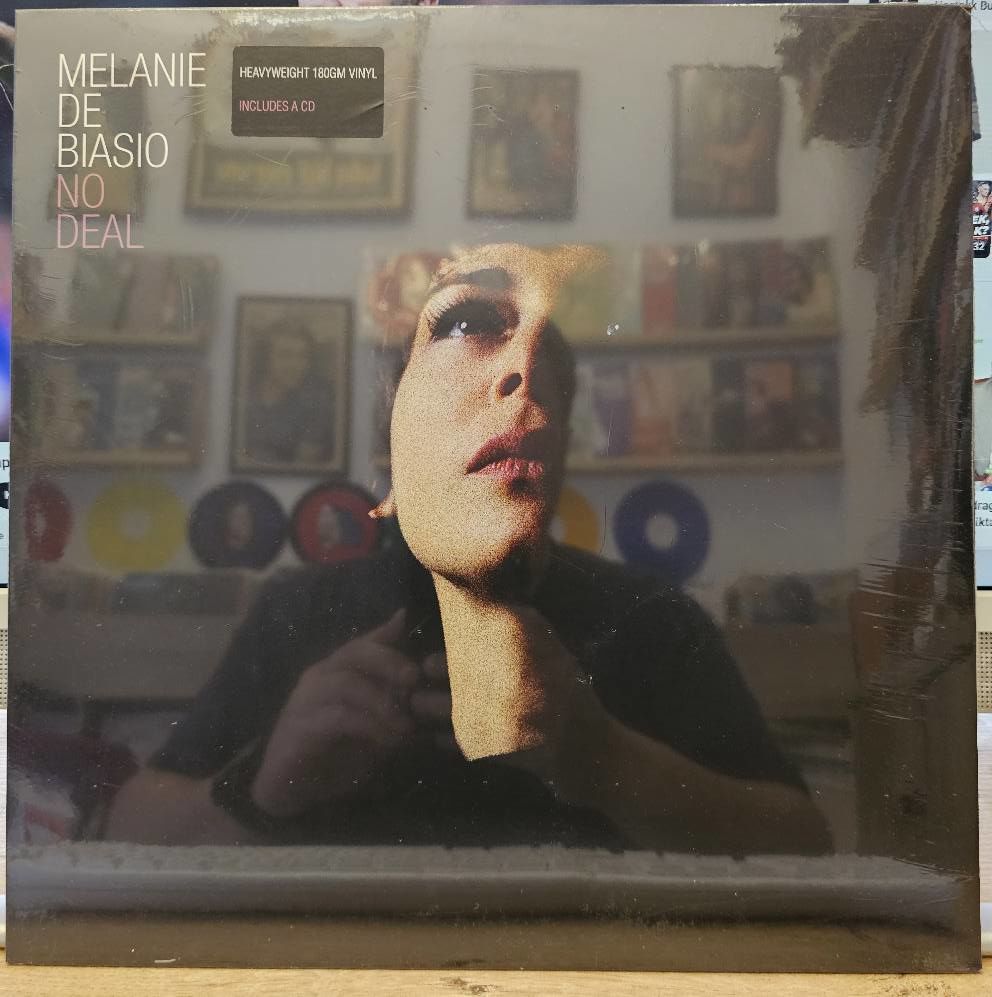 MELANIE
DE
BIASIO
NO
DEAL
HEAVYWEIGHT 180GM VINYL
INCLUDES A CD